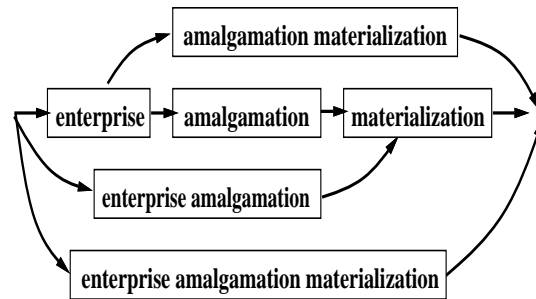 amalgamation materialization
enterprise
amalgamation
materialization
enterprise amalgamation
enterprise amalgamation materialization